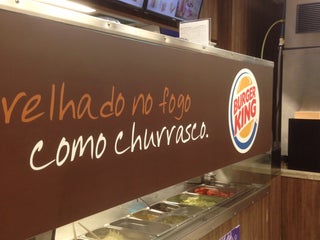 relhado no fogo
como churrasco.
BURGER
KING